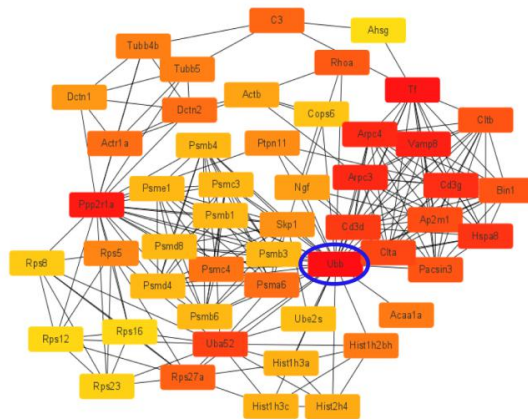 C3
Ahsg
Tubb4b
Tubb5
Rhoa
Tf
Dctn1
Dctn2
Actb
Cops6
Cltb
Actr1a
Psmb4
Ptpn11
Arpc4
Vamp8
Psme1
Psmc3
Ngf
Arpc3
Cd3g
Bin1
Ppp2r1a
Psmb1
Skp1
Cd3d
Ap2m1
Hspa8
Rps5
Psmd8
Psmb3
Ubb
Clta
Pacsin3
Rps8
Psmc4
Psmd4
Psma6
Psmb6
Ube2s
Acaa1a
Rps12
Rps16
Uba52
Hist1h2bh
Hist1h3a
Rps23
Rps27a
Hist1h3c
Hist2h4